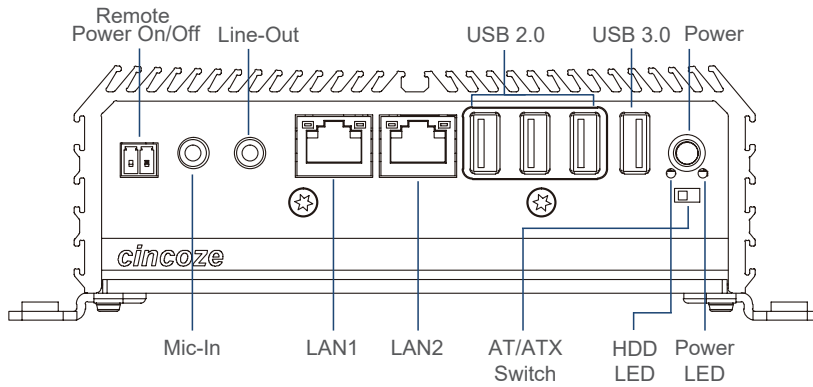 Remote
Power On/Off
Line-Out
USB 2.0
USB 3.0
Power
cincoze
Mic-In
LAN1
LAN2
AT/ATX
Switch
HDD
LED
Power
LED